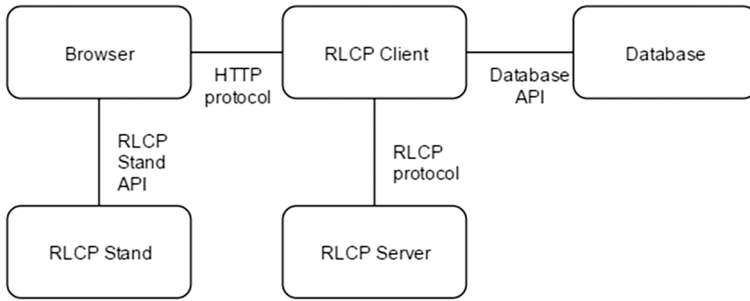 Browser
RLCP Client
Database
HTTP
protocol
Database
API
RLCP
Stand
API
RLCP
protocol
RLCP Stand
RLCP Server